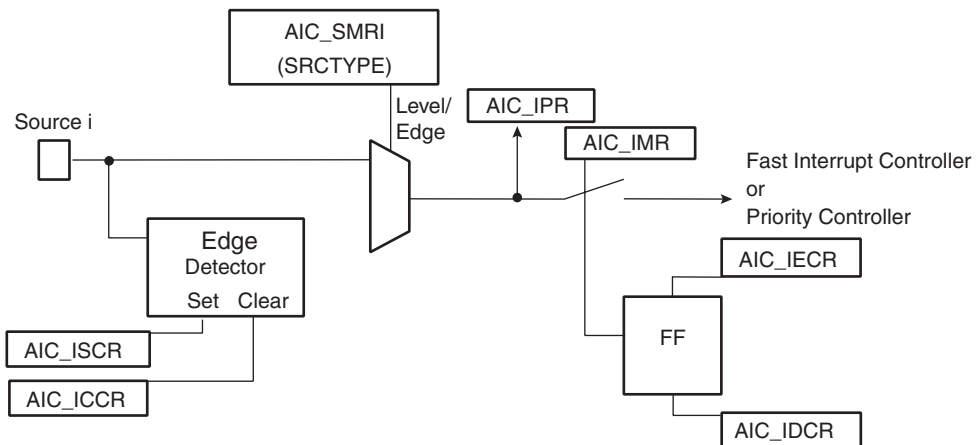 AIC_SMRI
(SRCTYPE)
Level/
Edge
AIC_IPR
Source i
AIC_IMR
Fast Interrupt Controller
or
Priority Controller
Edge
Detector
Set Clear
AIC_IECR
FF
AIC_ISCR
AIC_ICCR
AIC_IDCR